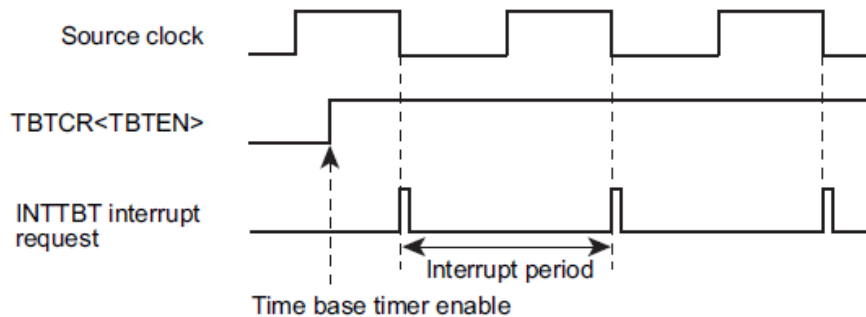 Source clock
TBTCR<TBTEN>
INTTBT interrupt
request
Interrupt period
Time base timer enable